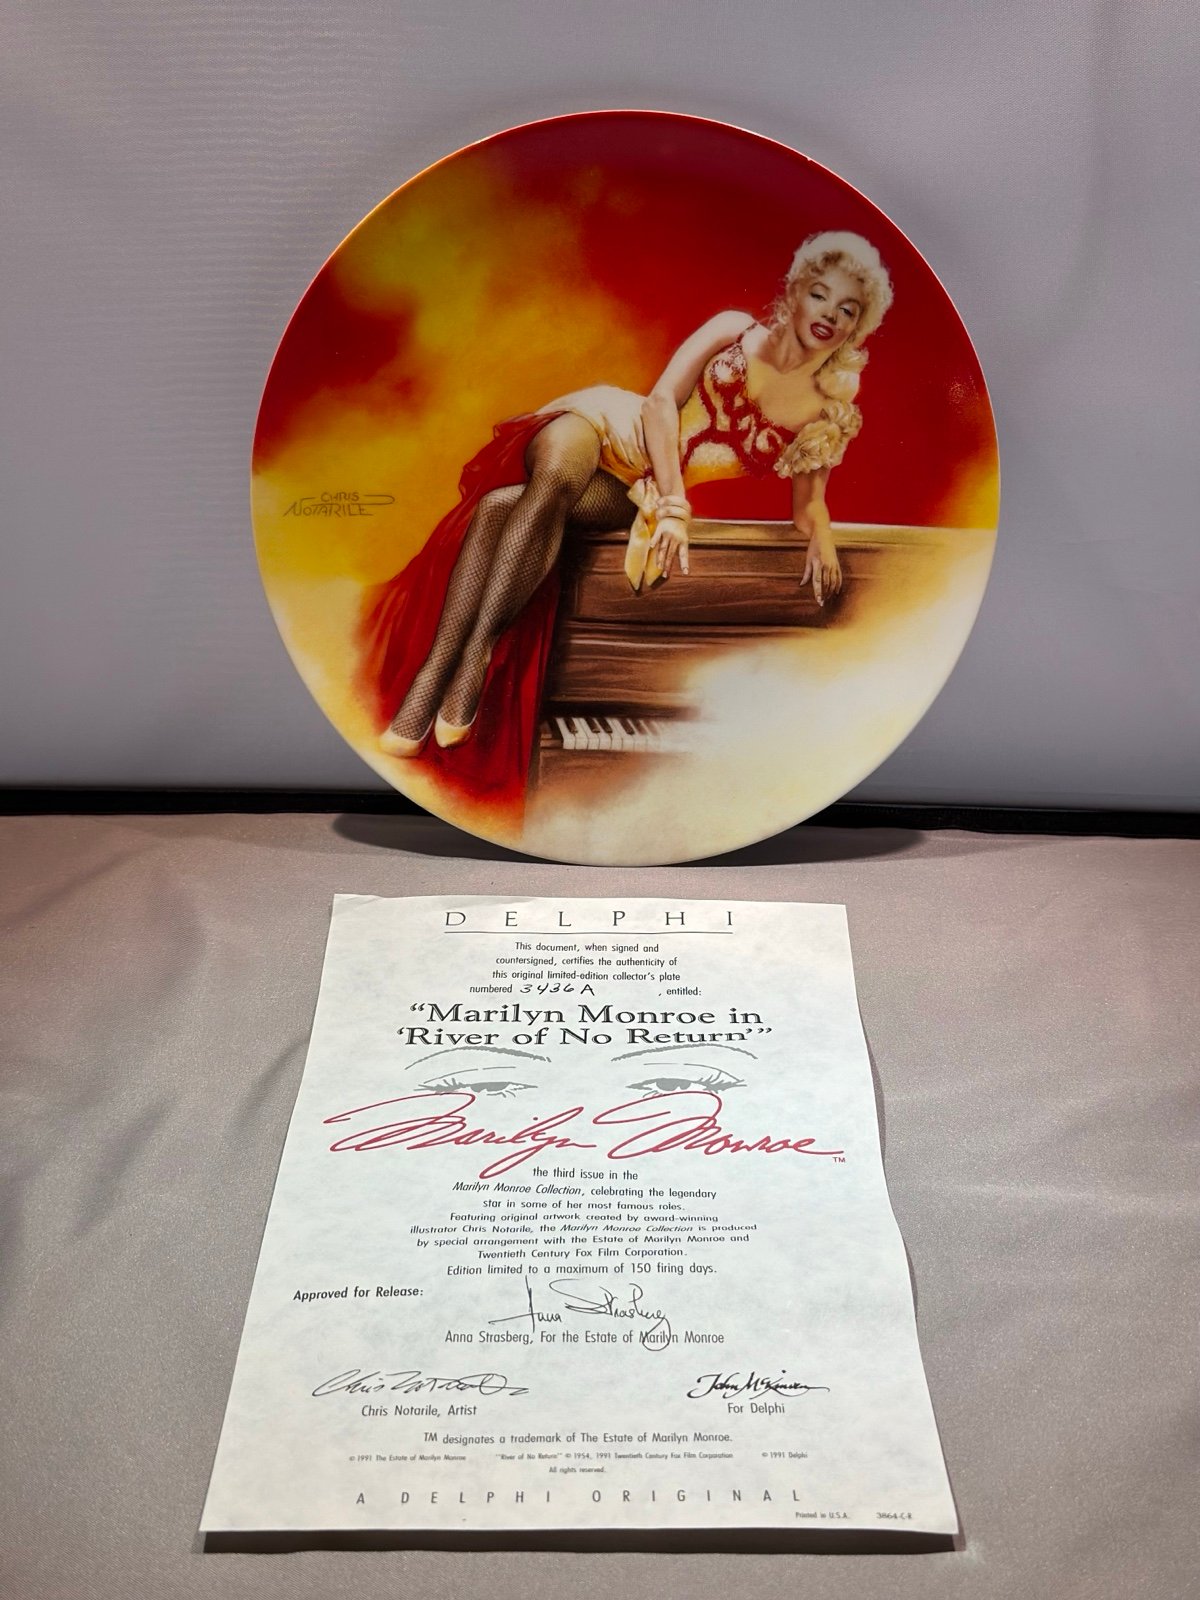 CHRIS
NOTARILE
DELPHI
This document, when signed and
countersigned, certifies the authenticity of
this original limited-edition collector's plate
numbered 3436A , entitled:
"Marilyn Monroe in
'River of No Return'"
Marilyn Monroe TM
the third issue in the
Marilyn Monroe Collection, celebrating the legendary
star in some of her most famous roles.
Featuring original artwork created by award-winning
illustrator Chris Notarile, the Marilyn Monroe Collection is produced
by special arrangement with the Estate of Marilyn Monroe and
Twentieth Century Fox Film Corporation.
Edition limited to a maximum of 150 firing days.
Approved for Release:
Anna Strasberg
Anna Strasberg, For the Estate of Marilyn Monroe
Chris Notarile John McKinven
Chris Notarile, Artist For Delphi
TM designates a trademark of The Estate of Marilyn Monroe.
© 1991 The Estate of Marilyn Monroe "River of No Return" © 1954, 1991 Twentieth Century Fox Film Corporation © 1991 Delphi
All rights reserved.
A DELPHI ORIGINAL
Printed in U.S.A. 3864-C-R